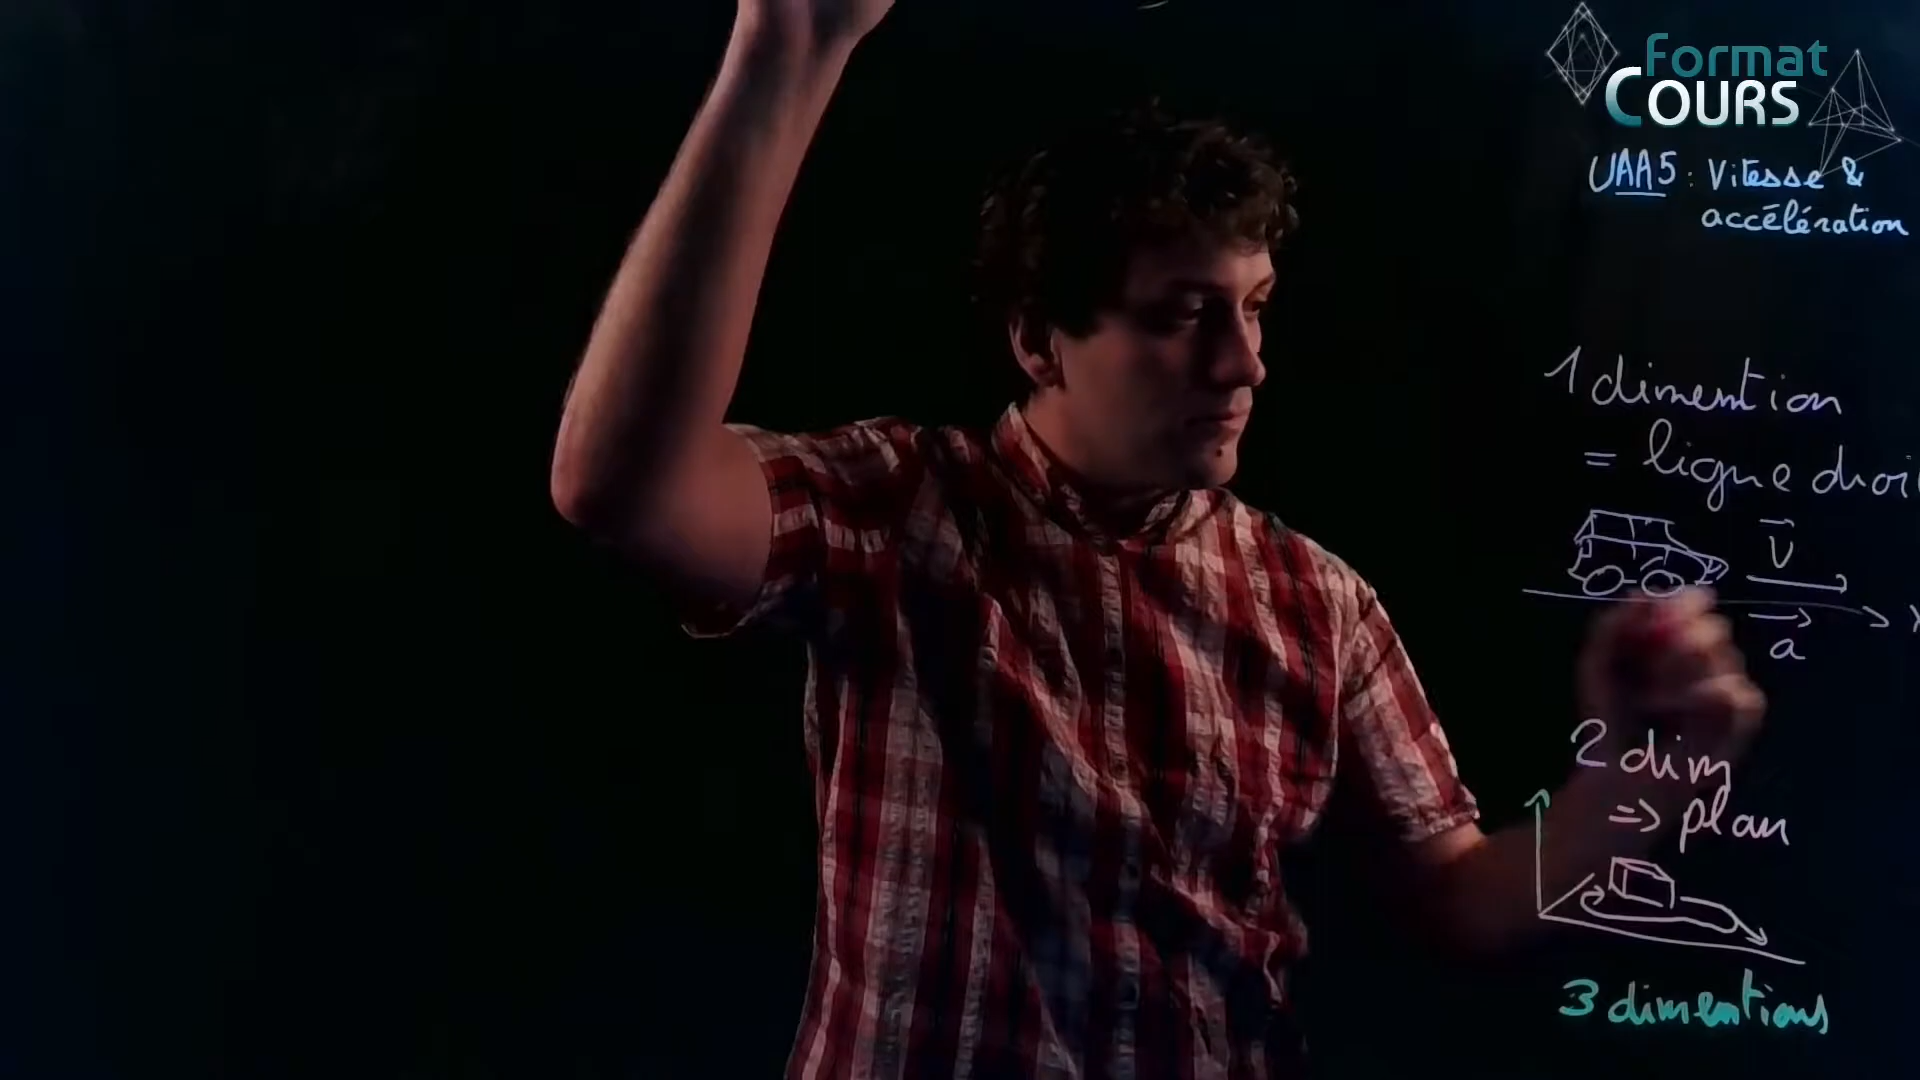 Format
COURS
UAA5 : Vitesse &
accélération
1 dimention
= ligne droi
v
a
2 dim
=> plan
3 dimentions